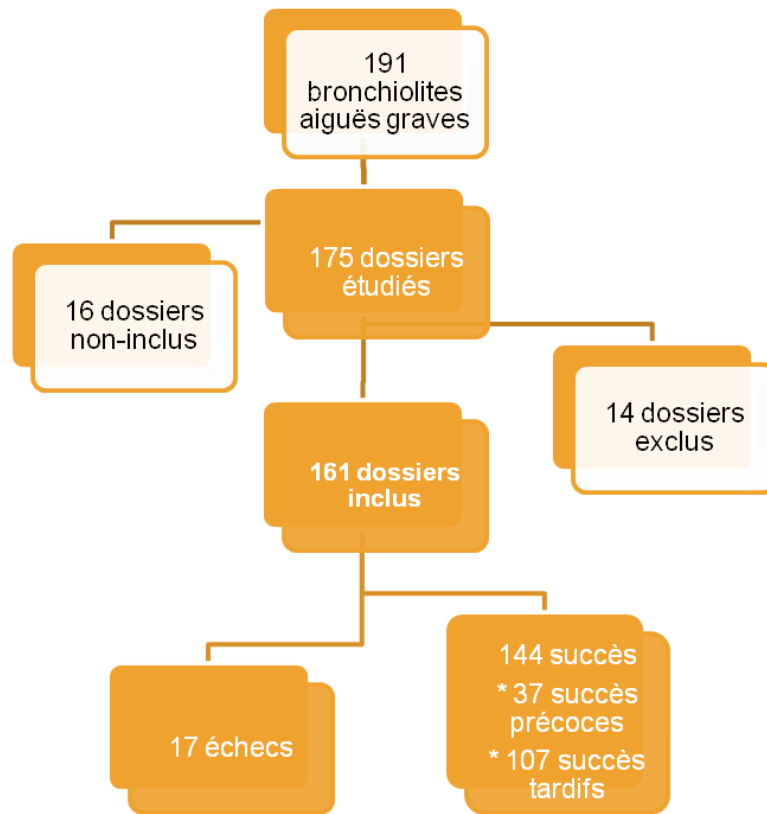 191
bronchiolites
aiguës graves
175 dossiers
étudiés
16 dossiers
non-inclus
14 dossiers
exclus
161 dossiers
inclus
17 échecs
144 succès
* 37 succès
précoces
* 107 succès
tardifs